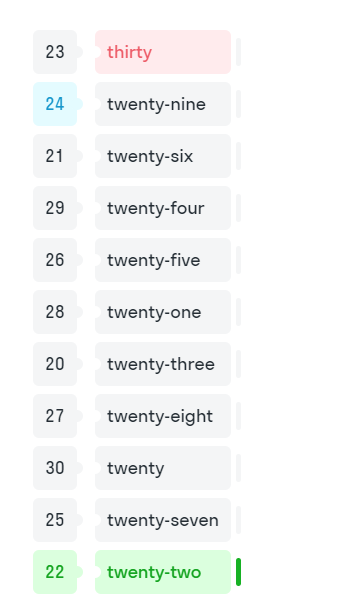 23 thirty
24 twenty-nine
21 twenty-six
29 twenty-four
26 twenty-five
28 twenty-one
20 twenty-three
27 twenty-eight
30 twenty
25 twenty-seven
22 twenty-two